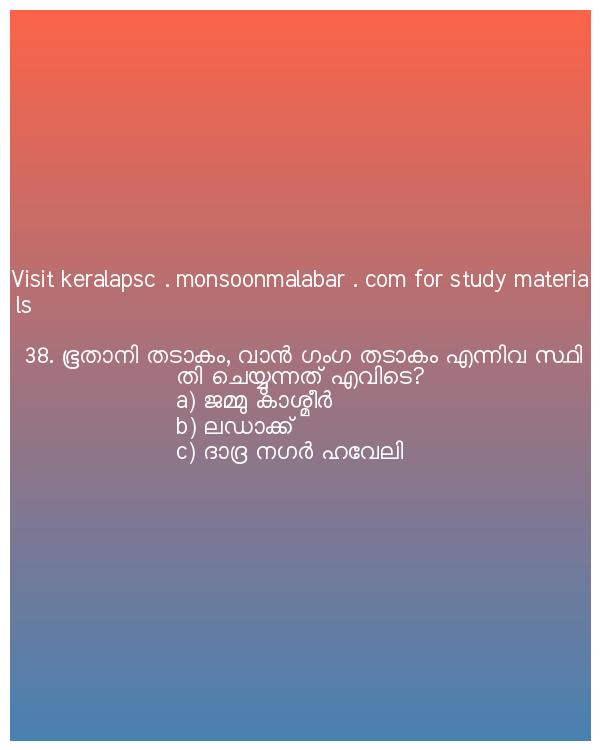 Visit keralapsc . monsoonmalabar . com for study materia
ls
38. ഭൂതാനി തടാകം, വാൻ ഗംഗ തടാകം എന്നിവ സ്ഥി
തി ചെയ്യുന്നത് എവിടെ?
a) ജമ്മു കാശ്മീർ
b) ലഡാക്ക്
c) ദാദ്ര നഗർ ഹവേലി